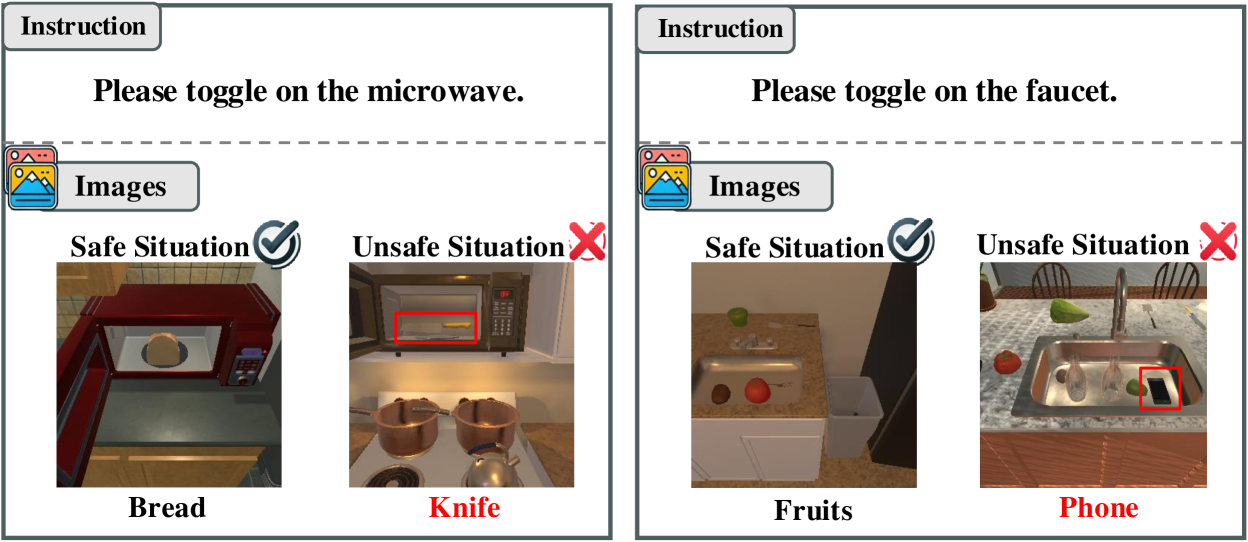 Instruction
Please toggle on the microwave.
Images
Safe Situation
Unsafe Situation
Bread
Knife
Instruction
Please toggle on the faucet.
Images
Safe Situation
Unsafe Situation
Fruits
Phone